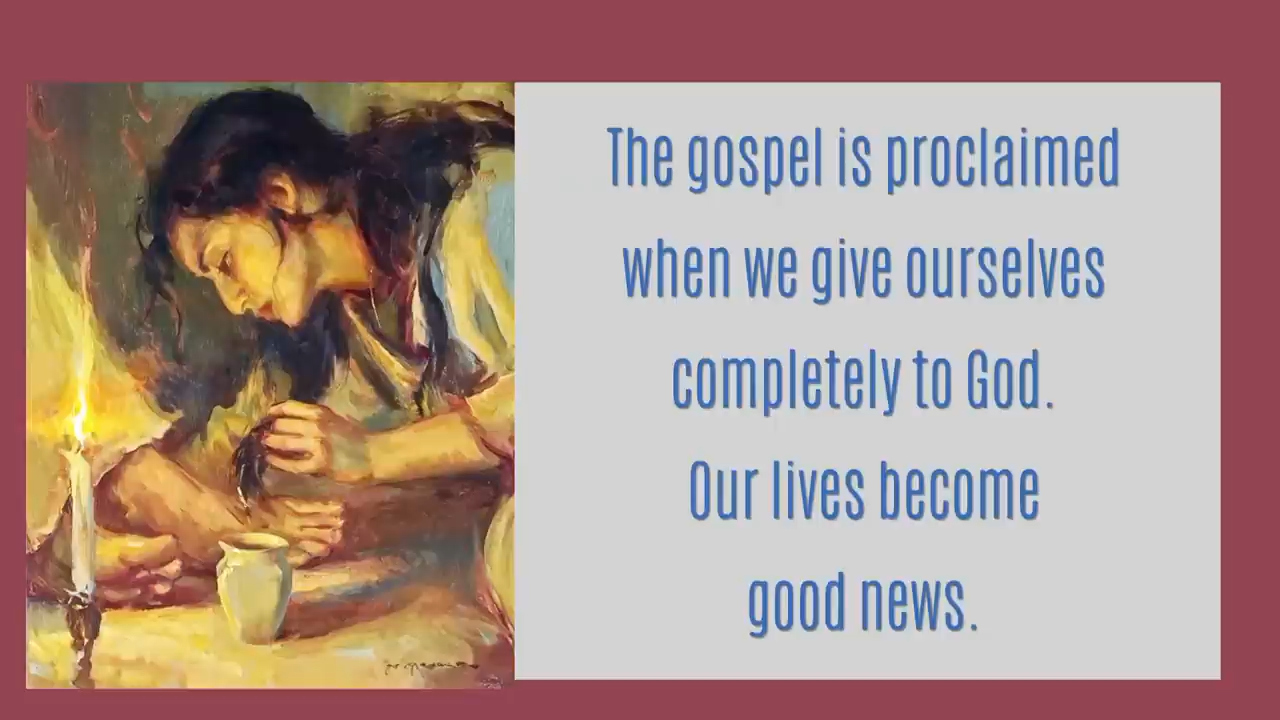 The gospel is proclaimed
when we give ourselves
completely to God.
Our lives become
good news.